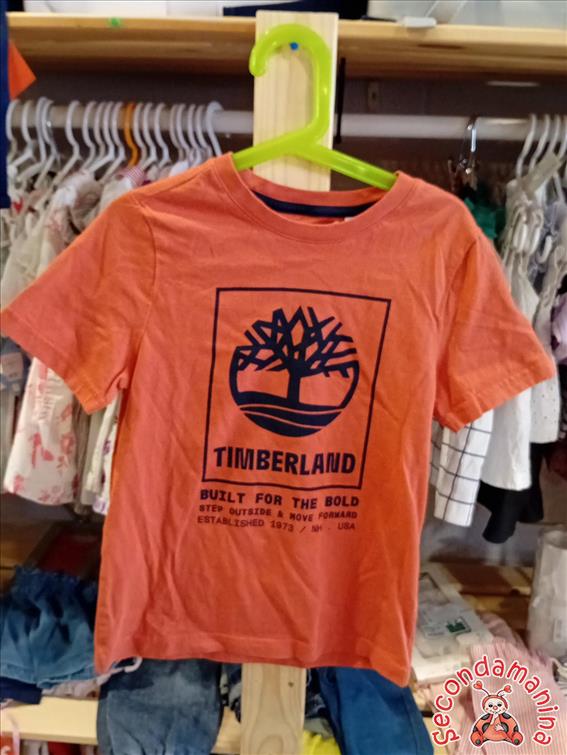 TIMBERLAND
BUILT FOR THE BOLD
STEP OUTSIDE & MOVE FORWARD
ESTABLISHED 1973 / NH - USA
Secondamanina